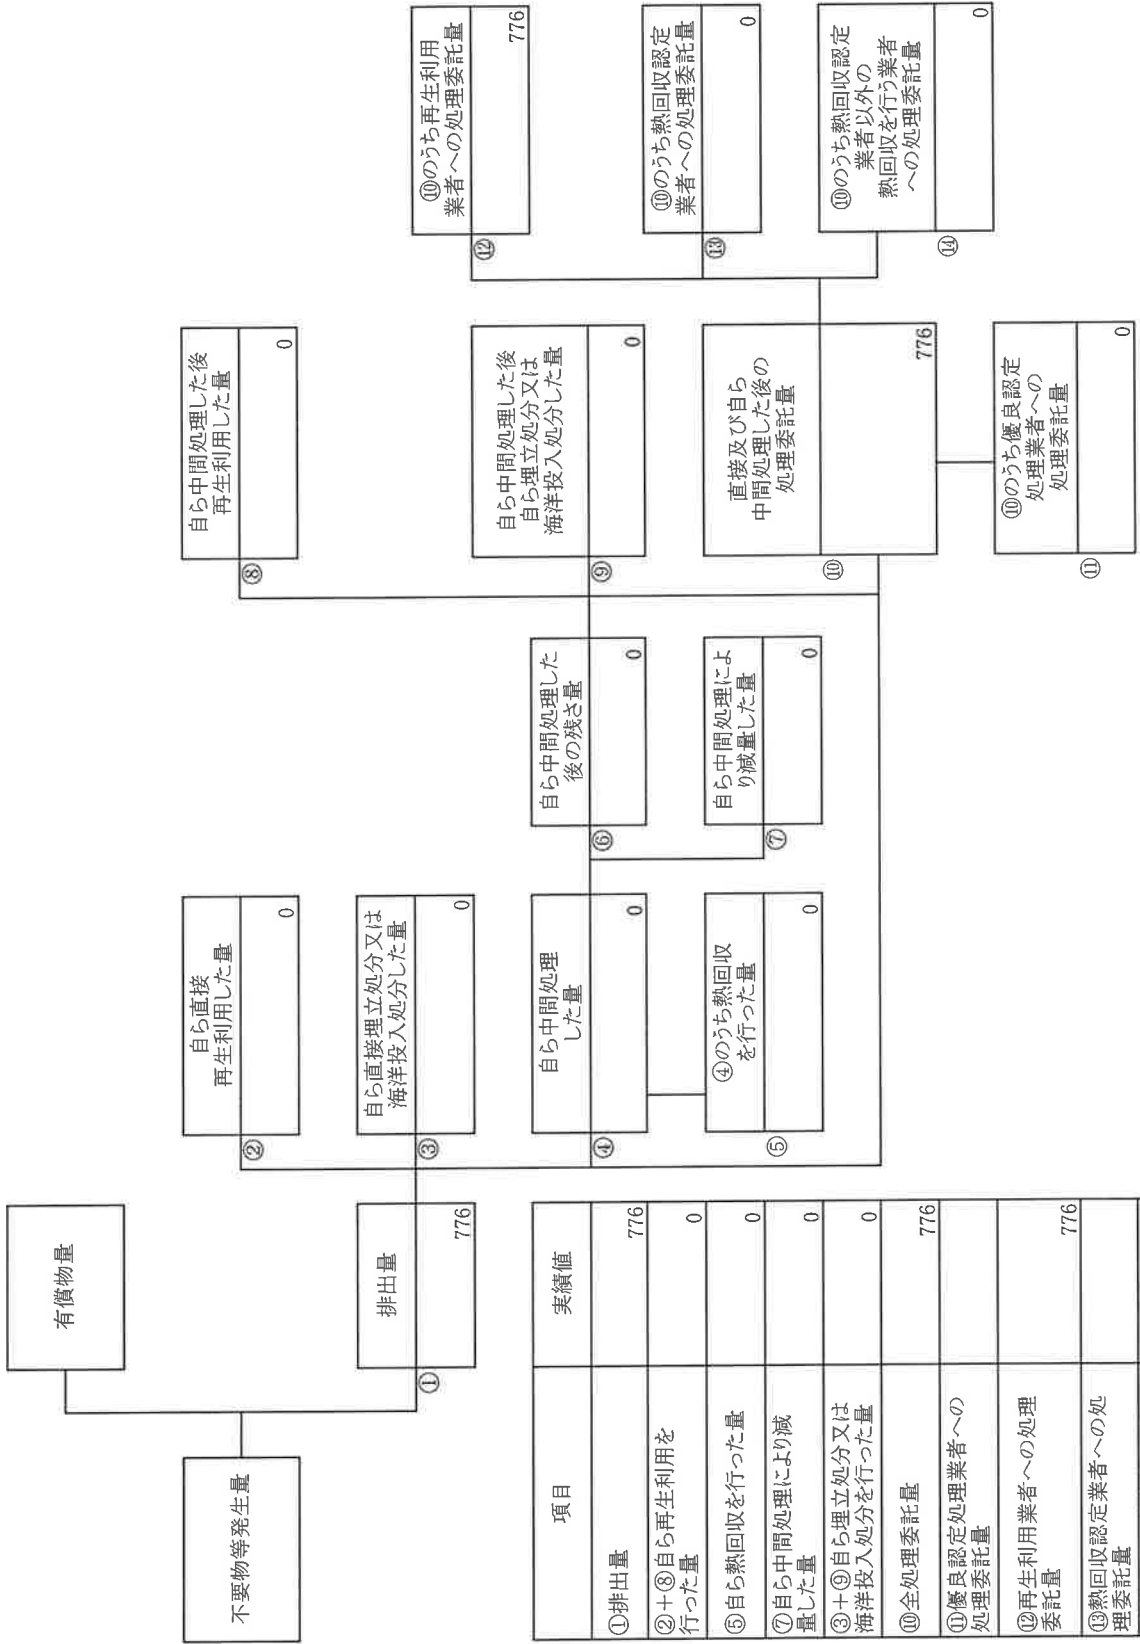 不要物等発生量
有償物量
①
排出量
776
②
自ら直接
再生利用した量
0
③
自ら直接埋立処分又は
海洋投入処分した量
0
④
自ら中間処理
した量
0
⑤
④のうち熱回収
を行った量
0
⑥
自ら中間処理した
後の残さ量
0
⑦
自ら中間処理によ
り減量した量
0
⑧
自ら中間処理した後
再生利用した量
0
⑨
自ら中間処理した後
自ら埋立処分又は
海洋投入処分した量
0
⑩
直接及び自ら
中間処理した後の
処理委託量
776
⑪
⑩のうち優良認定
処理業者への
処理委託量
0
⑫
⑩のうち再生利用
業者への処理委託量
776
⑬
⑩のうち熱回収認定
業者への処理委託量
0
⑭
⑩のうち熱回収認定
業者以外の
熱回収を行う業者
への処理委託量
0
項目 実績値
①排出量 776
②+⑧自ら再生利用を
行った量 0
⑤自ら熱回収を行った量 0
⑦自ら中間処理により減
量した量 0
③+⑨自ら埋立処分又は
海洋投入処分を行った量 0
⑩全処理委託量 776
⑪優良認定処理業者への
処理委託量
⑫再生利用業者への処理
委託量 776
⑬熱回収認定業者への処
理委託量